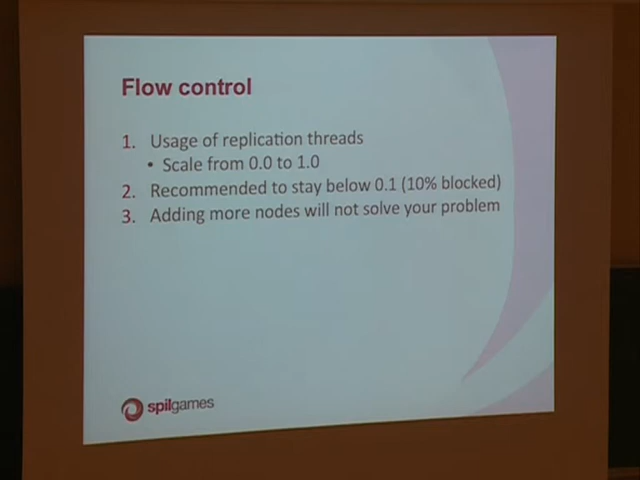 Flow control
1. Usage of replication threads
• Scale from 0.0 to 1.0
2. Recommended to stay below 0.1 (10% blocked)
3. Adding more nodes will not solve your problem
spilgames